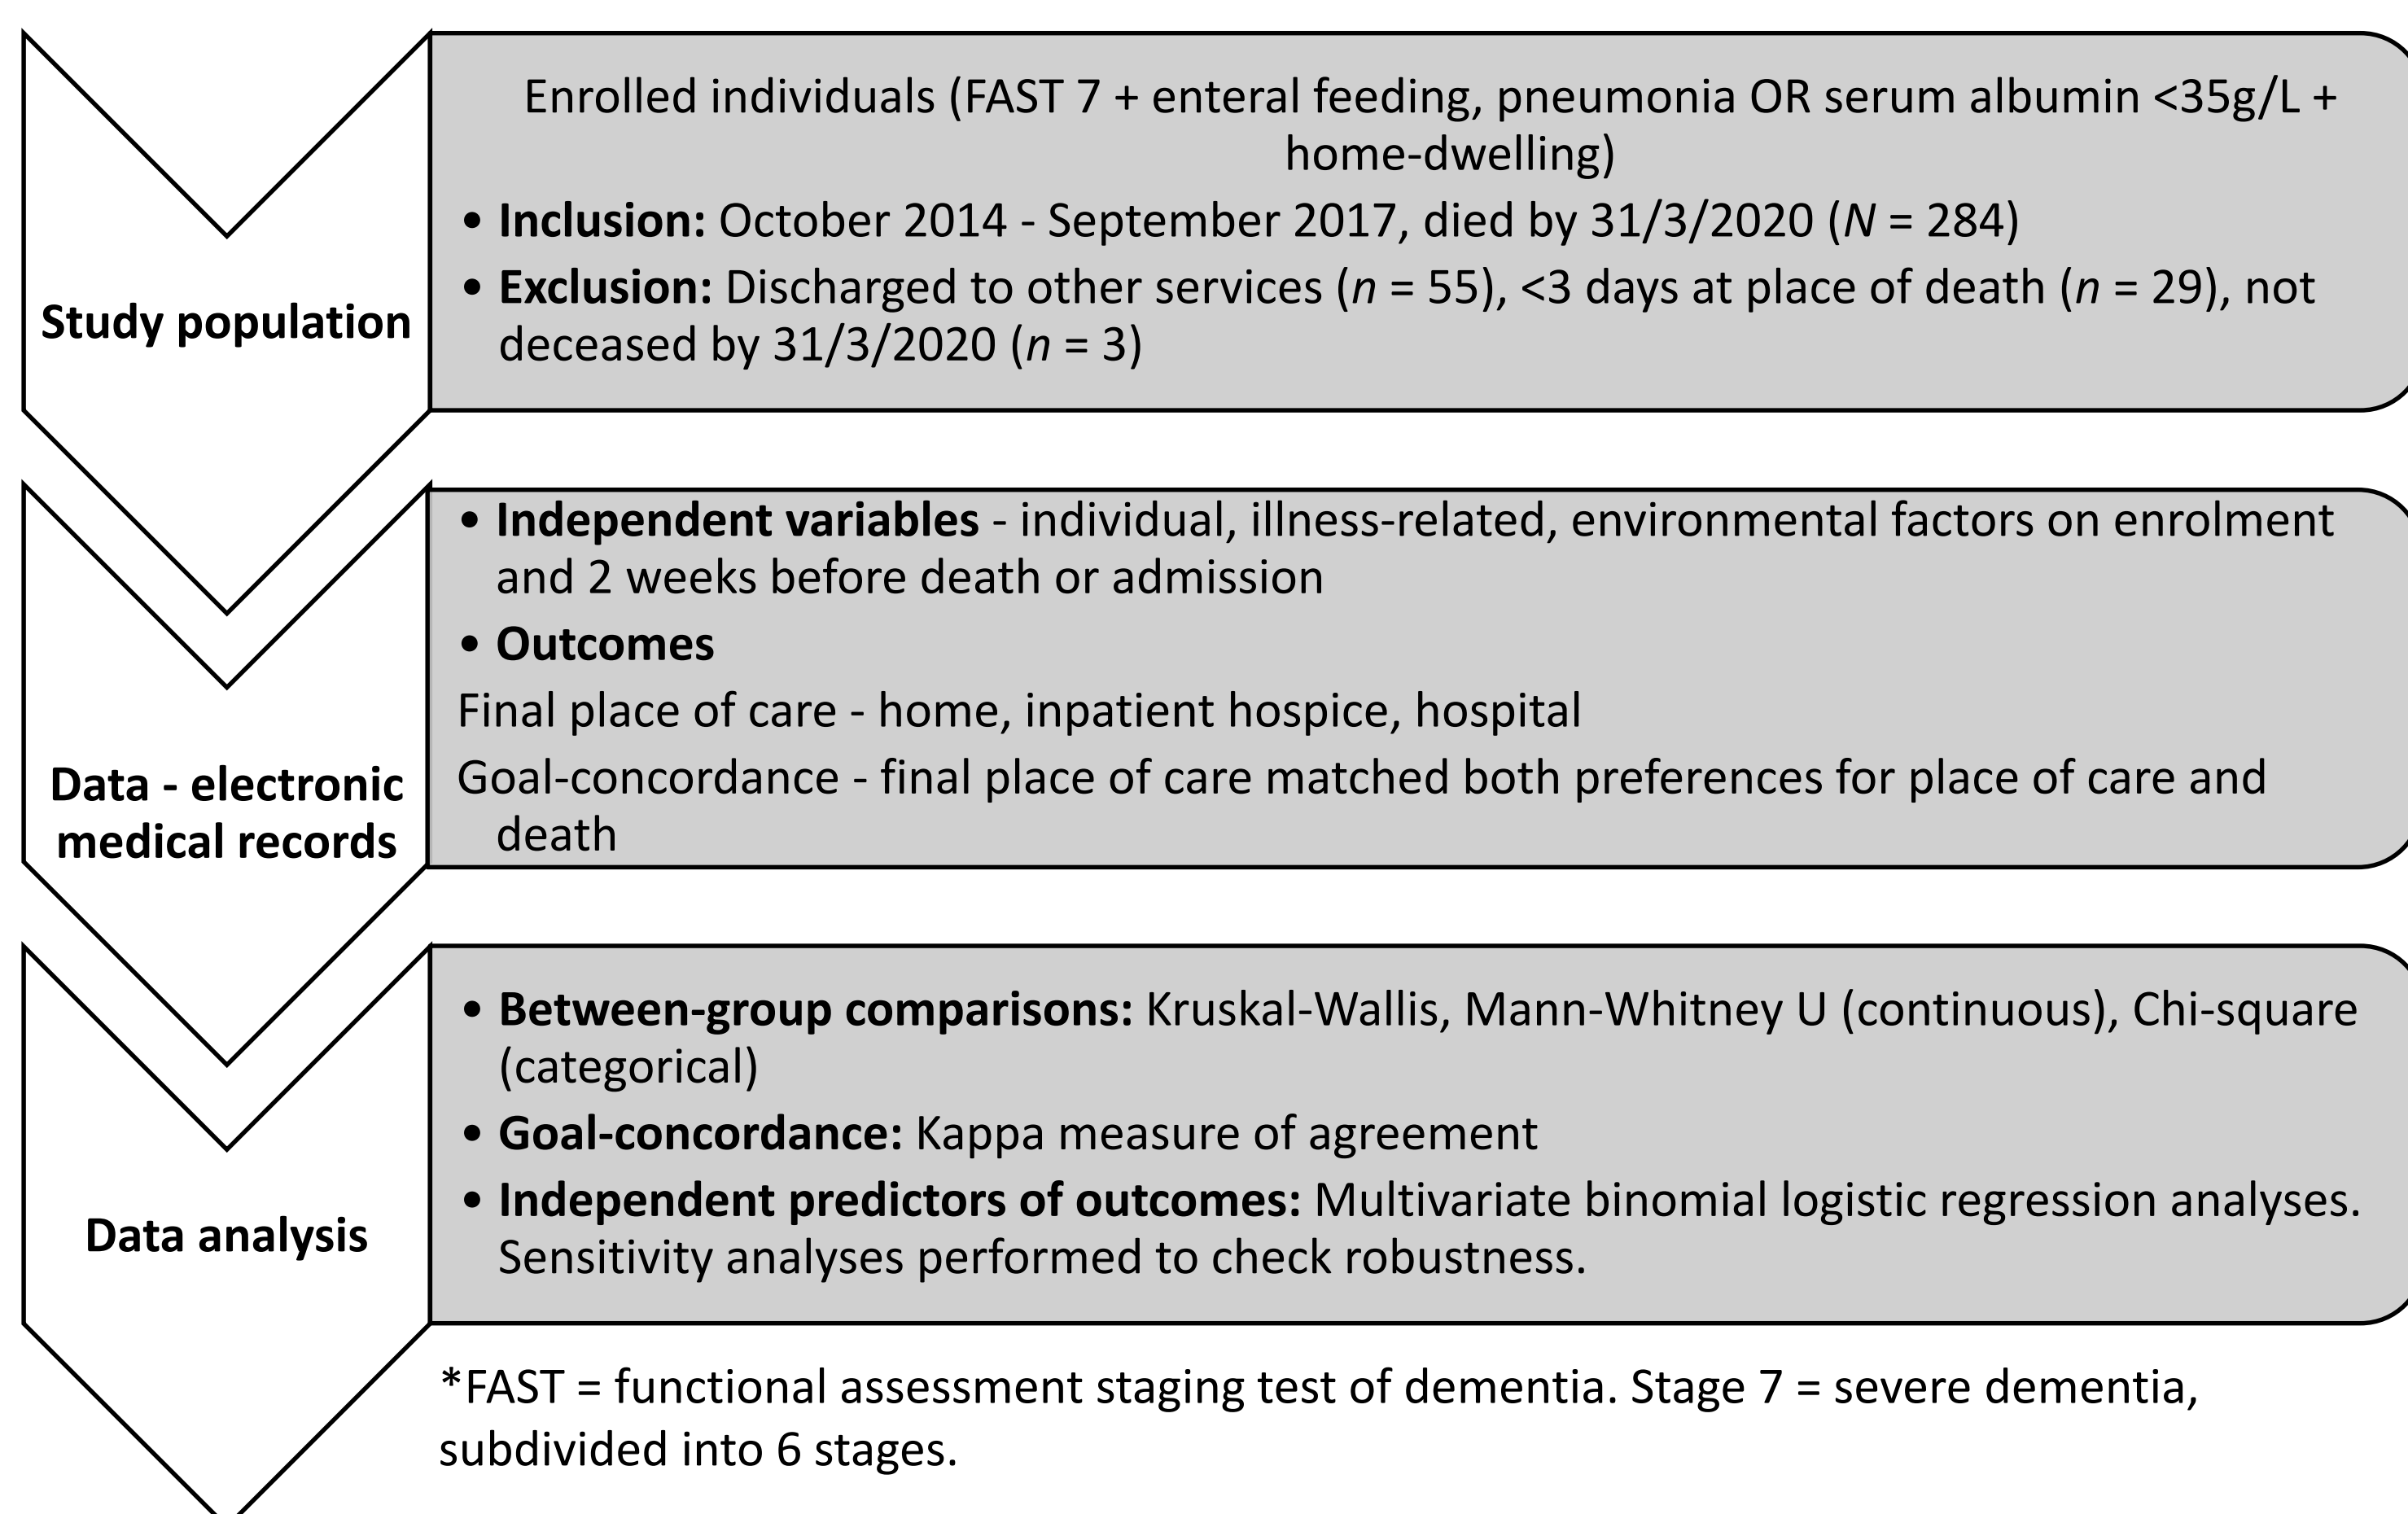 Study population
Enrolled individuals (FAST 7 + enteral feeding, pneumonia OR serum albumin <35g/L +
home-dwelling)
• Inclusion: October 2014 - September 2017, died by 31/3/2020 (N = 284)
• Exclusion: Discharged to other services (n = 55), <3 days at place of death (n = 29), not
deceased by 31/3/2020 (n = 3)
Data - electronic
medical records
• Independent variables - individual, illness-related, environmental factors on enrolment
and 2 weeks before death or admission
• Outcomes
Final place of care - home, inpatient hospice, hospital
Goal-concordance - final place of care matched both preferences for place of care and
death
Data analysis
• Between-group comparisons: Kruskal-Wallis, Mann-Whitney U (continuous), Chi-square
(categorical)
• Goal-concordance: Kappa measure of agreement
• Independent predictors of outcomes: Multivariate binomial logistic regression analyses.
Sensitivity analyses performed to check robustness.
*FAST = functional assessment staging test of dementia. Stage 7 = severe dementia,
subdivided into 6 stages.